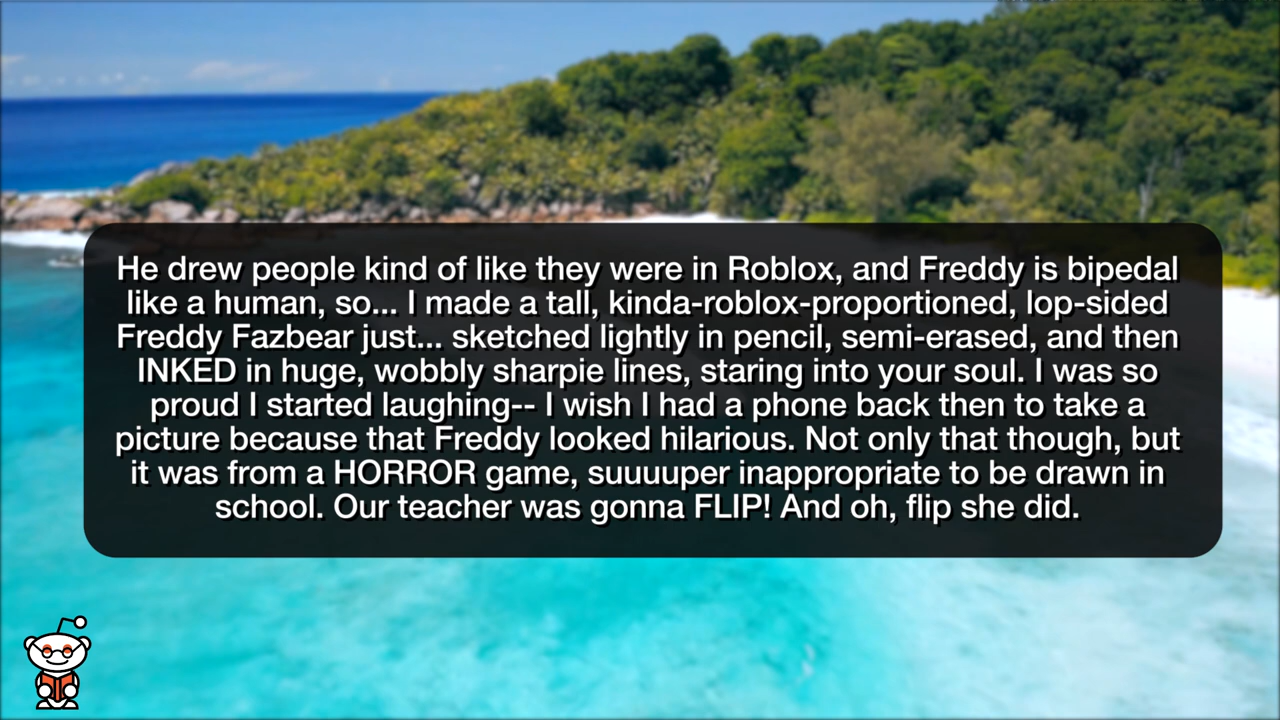 He drew people kind of like they were in Roblox, and Freddy is bipedal
like a human, so... I made a tall, kinda-roblox-proportioned, lop-sided
Freddy Fazbear just... sketched lightly in pencil, semi-erased, and then
INKED in huge, wobbly sharpie lines, staring into your soul. I was so
proud I started laughing-- I wish I had a phone back then to take a
picture because that Freddy looked hilarious. Not only that though, but
it was from a HORROR game, suuuuper inappropriate to be drawn in
school. Our teacher was gonna FLIP! And oh, flip she did.